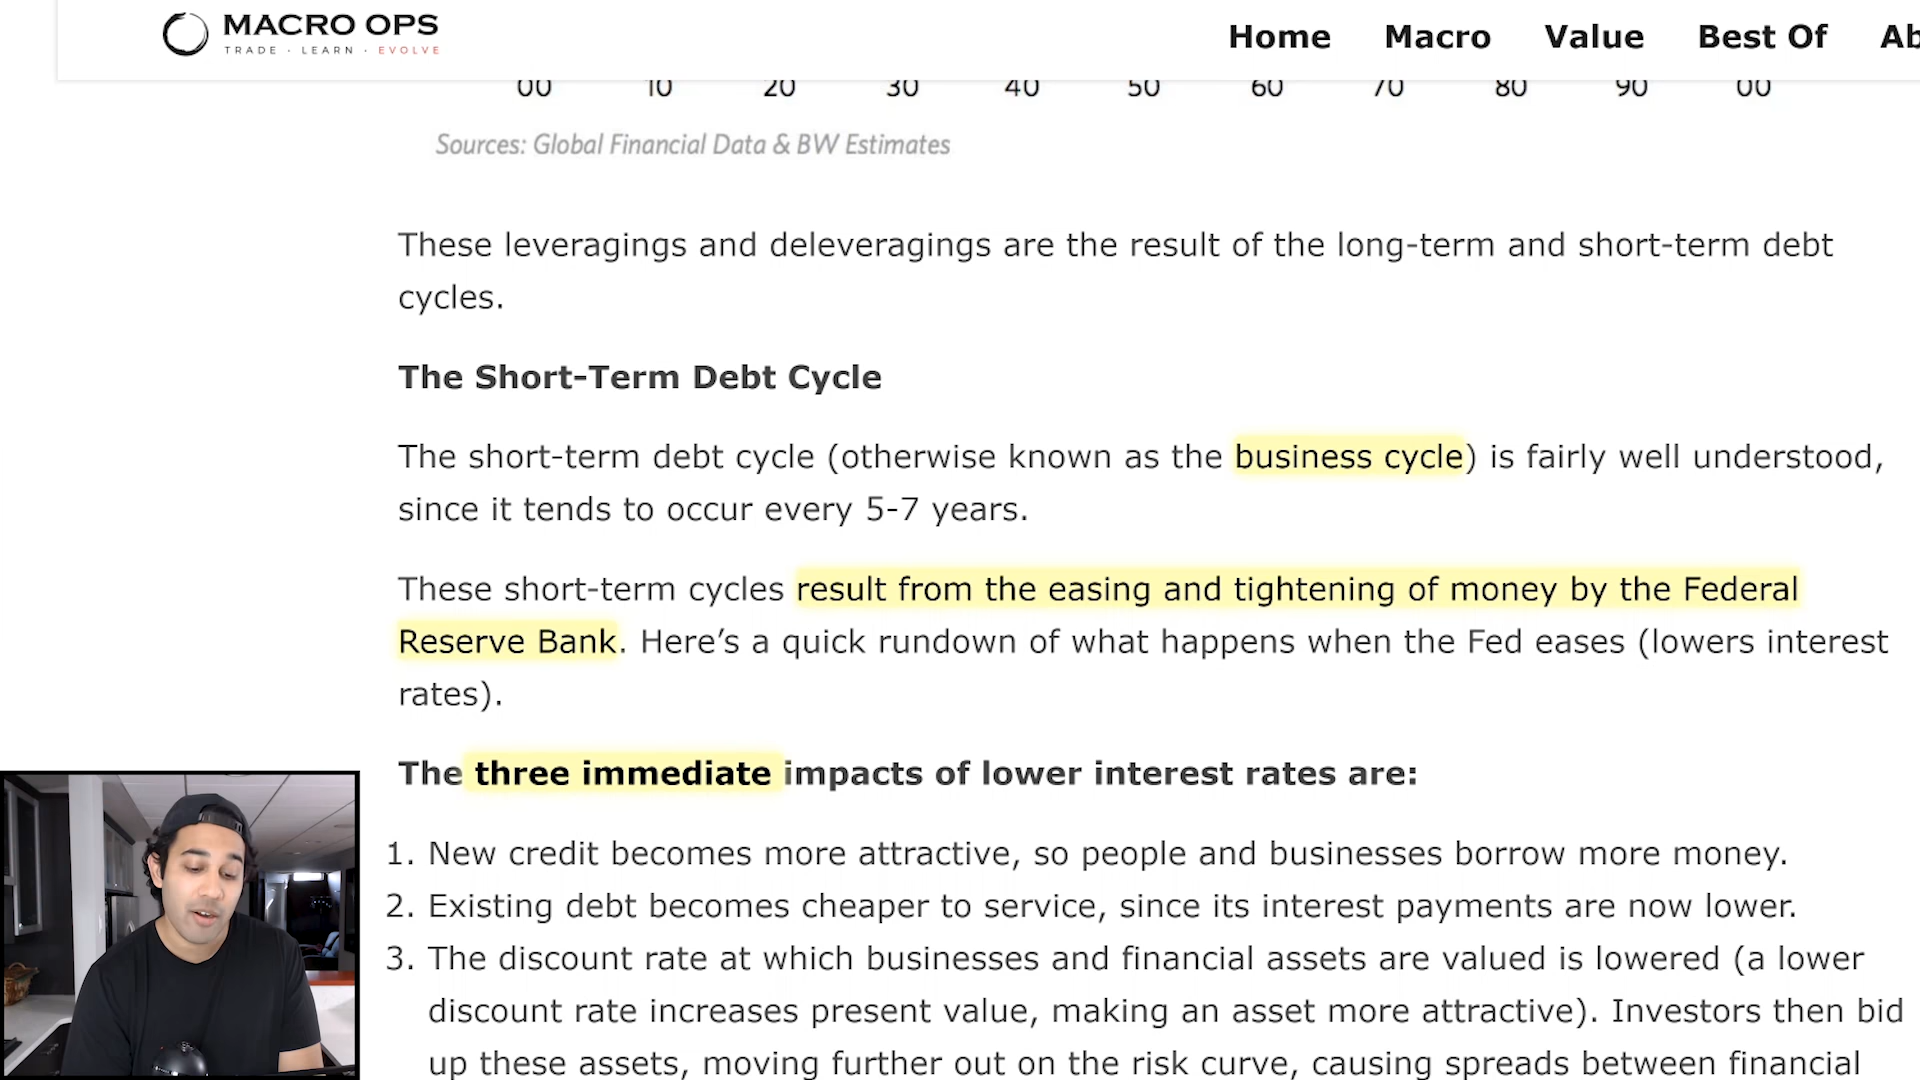 MACRO OPS
TRADE · LEARN · EVOLVE
Home Macro Value Best Of Ab
00 10 20 30 40 50 60 70 80 90 00
Sources: Global Financial Data & BW Estimates
These leveragings and deleveragings are the result of the long-term and short-term debt
cycles.
The Short-Term Debt Cycle
The short-term debt cycle (otherwise known as the business cycle) is fairly well understood,
since it tends to occur every 5-7 years.
These short-term cycles result from the easing and tightening of money by the Federal
Reserve Bank. Here’s a quick rundown of what happens when the Fed eases (lowers interest
rates).
The three immediate impacts of lower interest rates are:
1. New credit becomes more attractive, so people and businesses borrow more money.
2. Existing debt becomes cheaper to service, since its interest payments are now lower.
3. The discount rate at which businesses and financial assets are valued is lowered (a lower
discount rate increases present value, making an asset more attractive). Investors then bid
up these assets, moving further out on the risk curve, causing spreads between financial